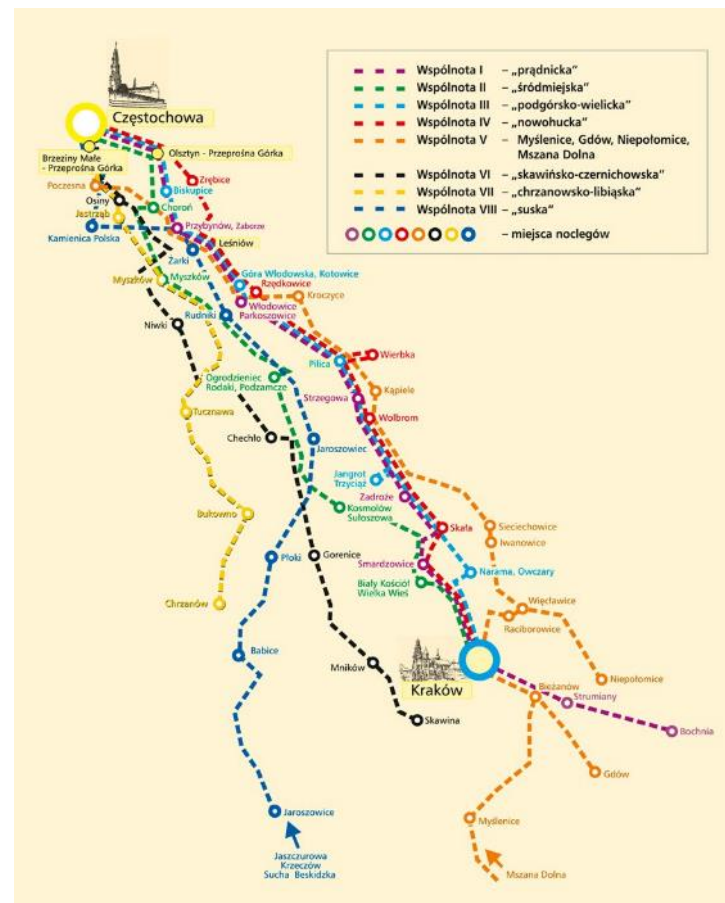 Wspólnota I – „prądnicka“
Wspólnota II – „śródmiejska“
Wspólnota III – „podgórsko-wielicka“
Wspólnota IV – „nowohucka“
Wspólnota V – Myślenice, Gdów, Niepołomice,
Mszana Dolna
Wspólnota VI – „skawińsko-czernichowska“
Wspólnota VII – „chrzanowsko-libiąska“
Wspólnota VIII – „suska“
– miejsca noclegów
Częstochowa
Brzeziny Małe
- Przeprośna Górka
Olsztyn - Przeprośna Górka
Zrębice
Poczesna
Biskupice
Osiny
Jastrząb
Choroń
Przybynów, Zaborze
Kamienica Polska
Leśniów
Żarki
Myszków
Myszków
Góra Włodowska, Kotowice
Rzędkowice
Kroczyce
Włodowice
Parkoszowice
Rudniki
Niwki
Wierbka
Pilica
Ogrodzieniec
Rodaki, Podzamcze
Kąpiele
Strzegowa
Wolbrom
Tucznawa
Chechło
Jaroszowiec
Jangrot
Trzyciąż
Zadroże
Kosmolów
Sułoszowa
Bukowno
Skała
Sieciechowice
Iwanowice
Płoki
Gorenice
Smardzowice
Narama, Owczary
Biały Kościół
Wielka Wieś
Chrzanów
Więcławice
Raciborowice
Babice
Mników
Kraków
Niepołomice
Bieżanów
Strumiany
Skawina
Bochnia
Gdów
Jaroszowice
Myślenice
Jaszczurowa
Krzeczów
Sucha Beskidzka
Mszana Dolna